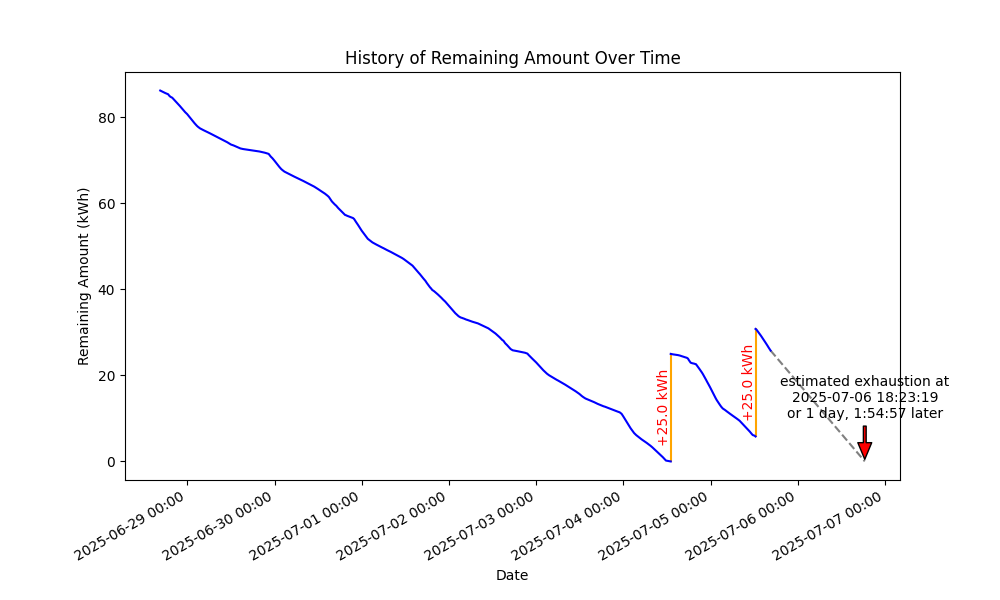 History of Remaining Amount Over Time
Remaining Amount (kWh)
80
60
40
20
0
+25.0 kWh
+25.0 kWh
estimated exhaustion at
2025-07-06 18:23:19
or 1 day, 1:54:57 later
2025-06-29 00:00
2025-06-30 00:00
2025-07-01 00:00
2025-07-02 00:00
2025-07-03 00:00
2025-07-04 00:00
2025-07-05 00:00
2025-07-06 00:00
2025-07-07 00:00
Date